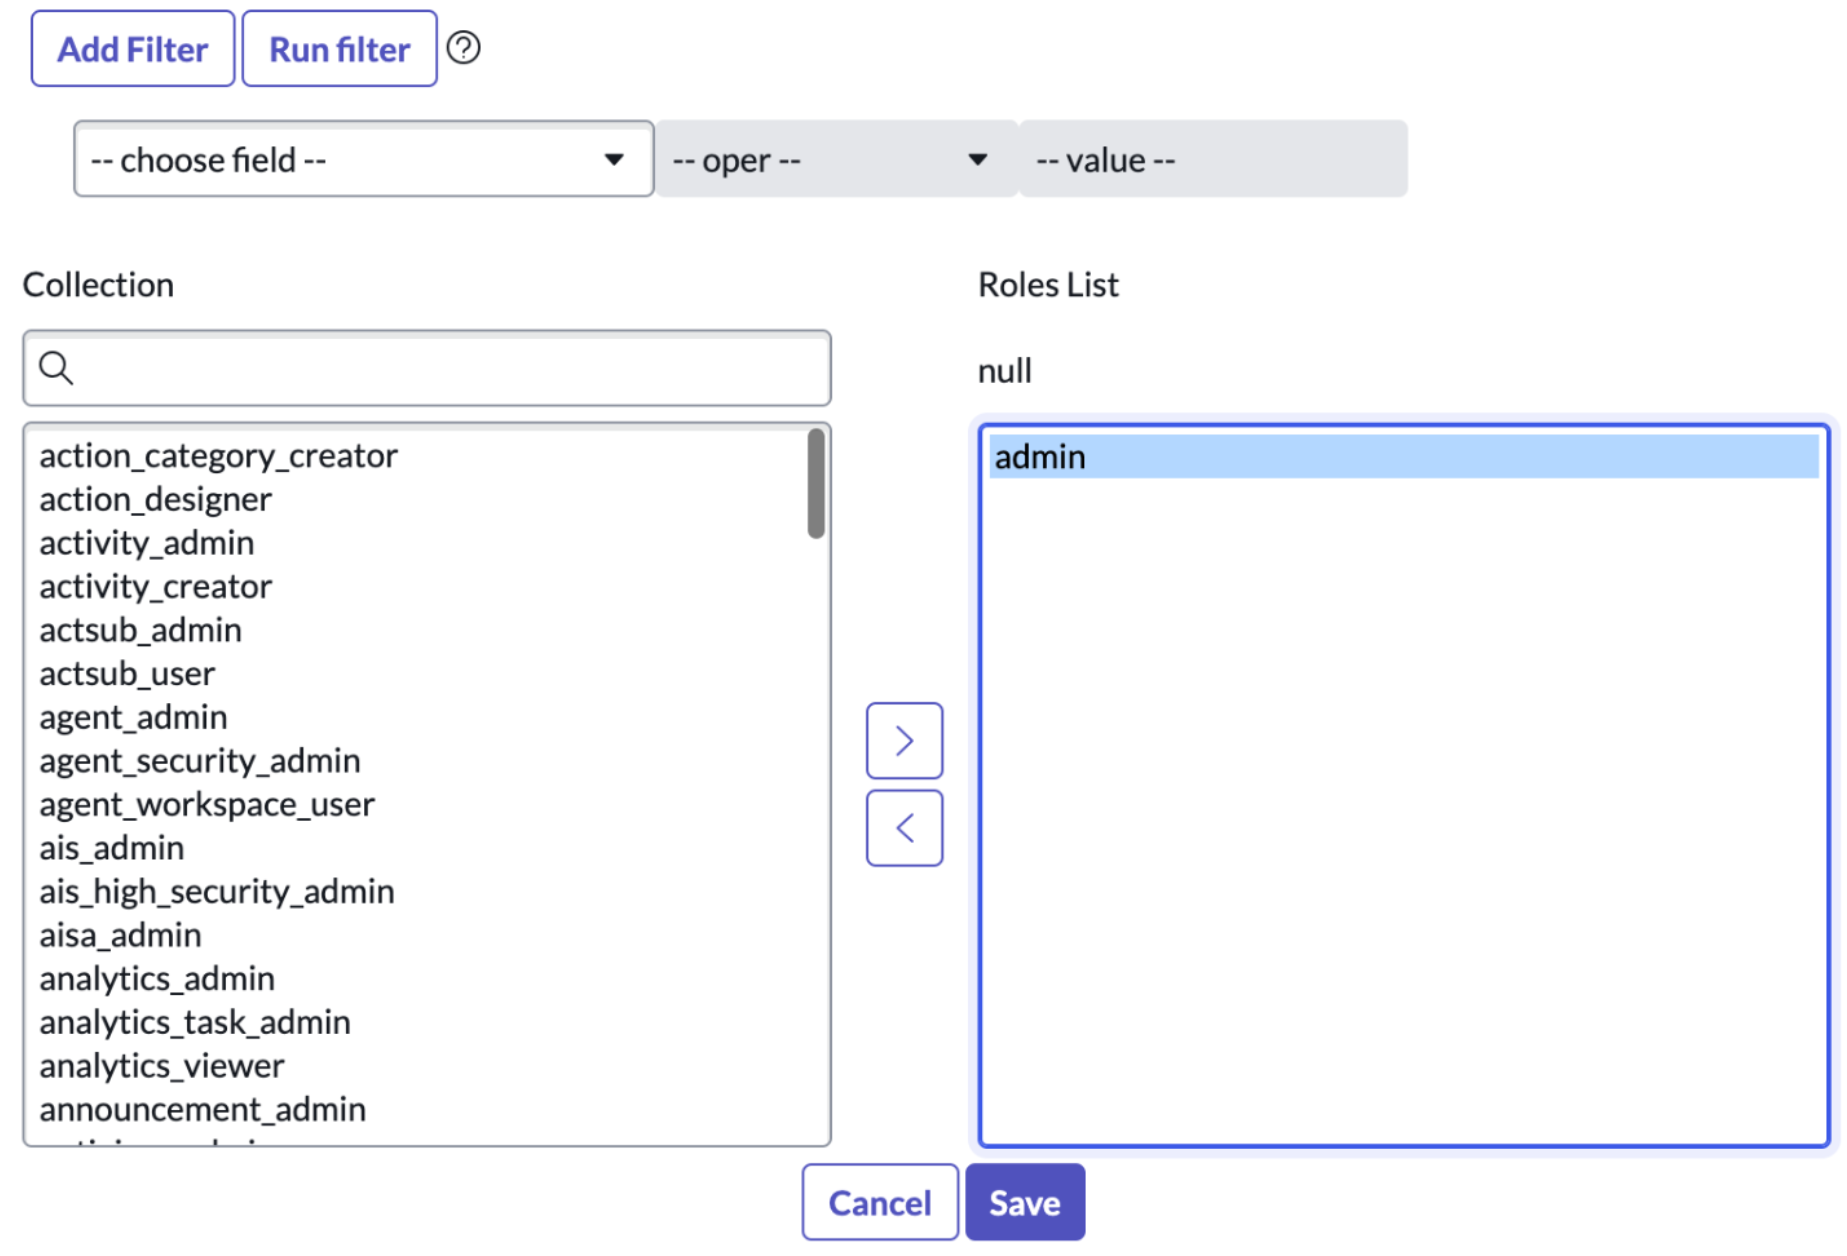 Add Filter Run filter ?
-- choose field -- -- oper -- -- value --
Collection
Roles List
null
action_category_creator
action_designer
activity_admin
activity_creator
actsub_admin
actsub_user
agent_admin
agent_security_admin
agent_workspace_user
ais_admin
ais_high_security_admin
aisa_admin
analytics_admin
analytics_task_admin
analytics_viewer
announcement_admin
admin
Cancel Save